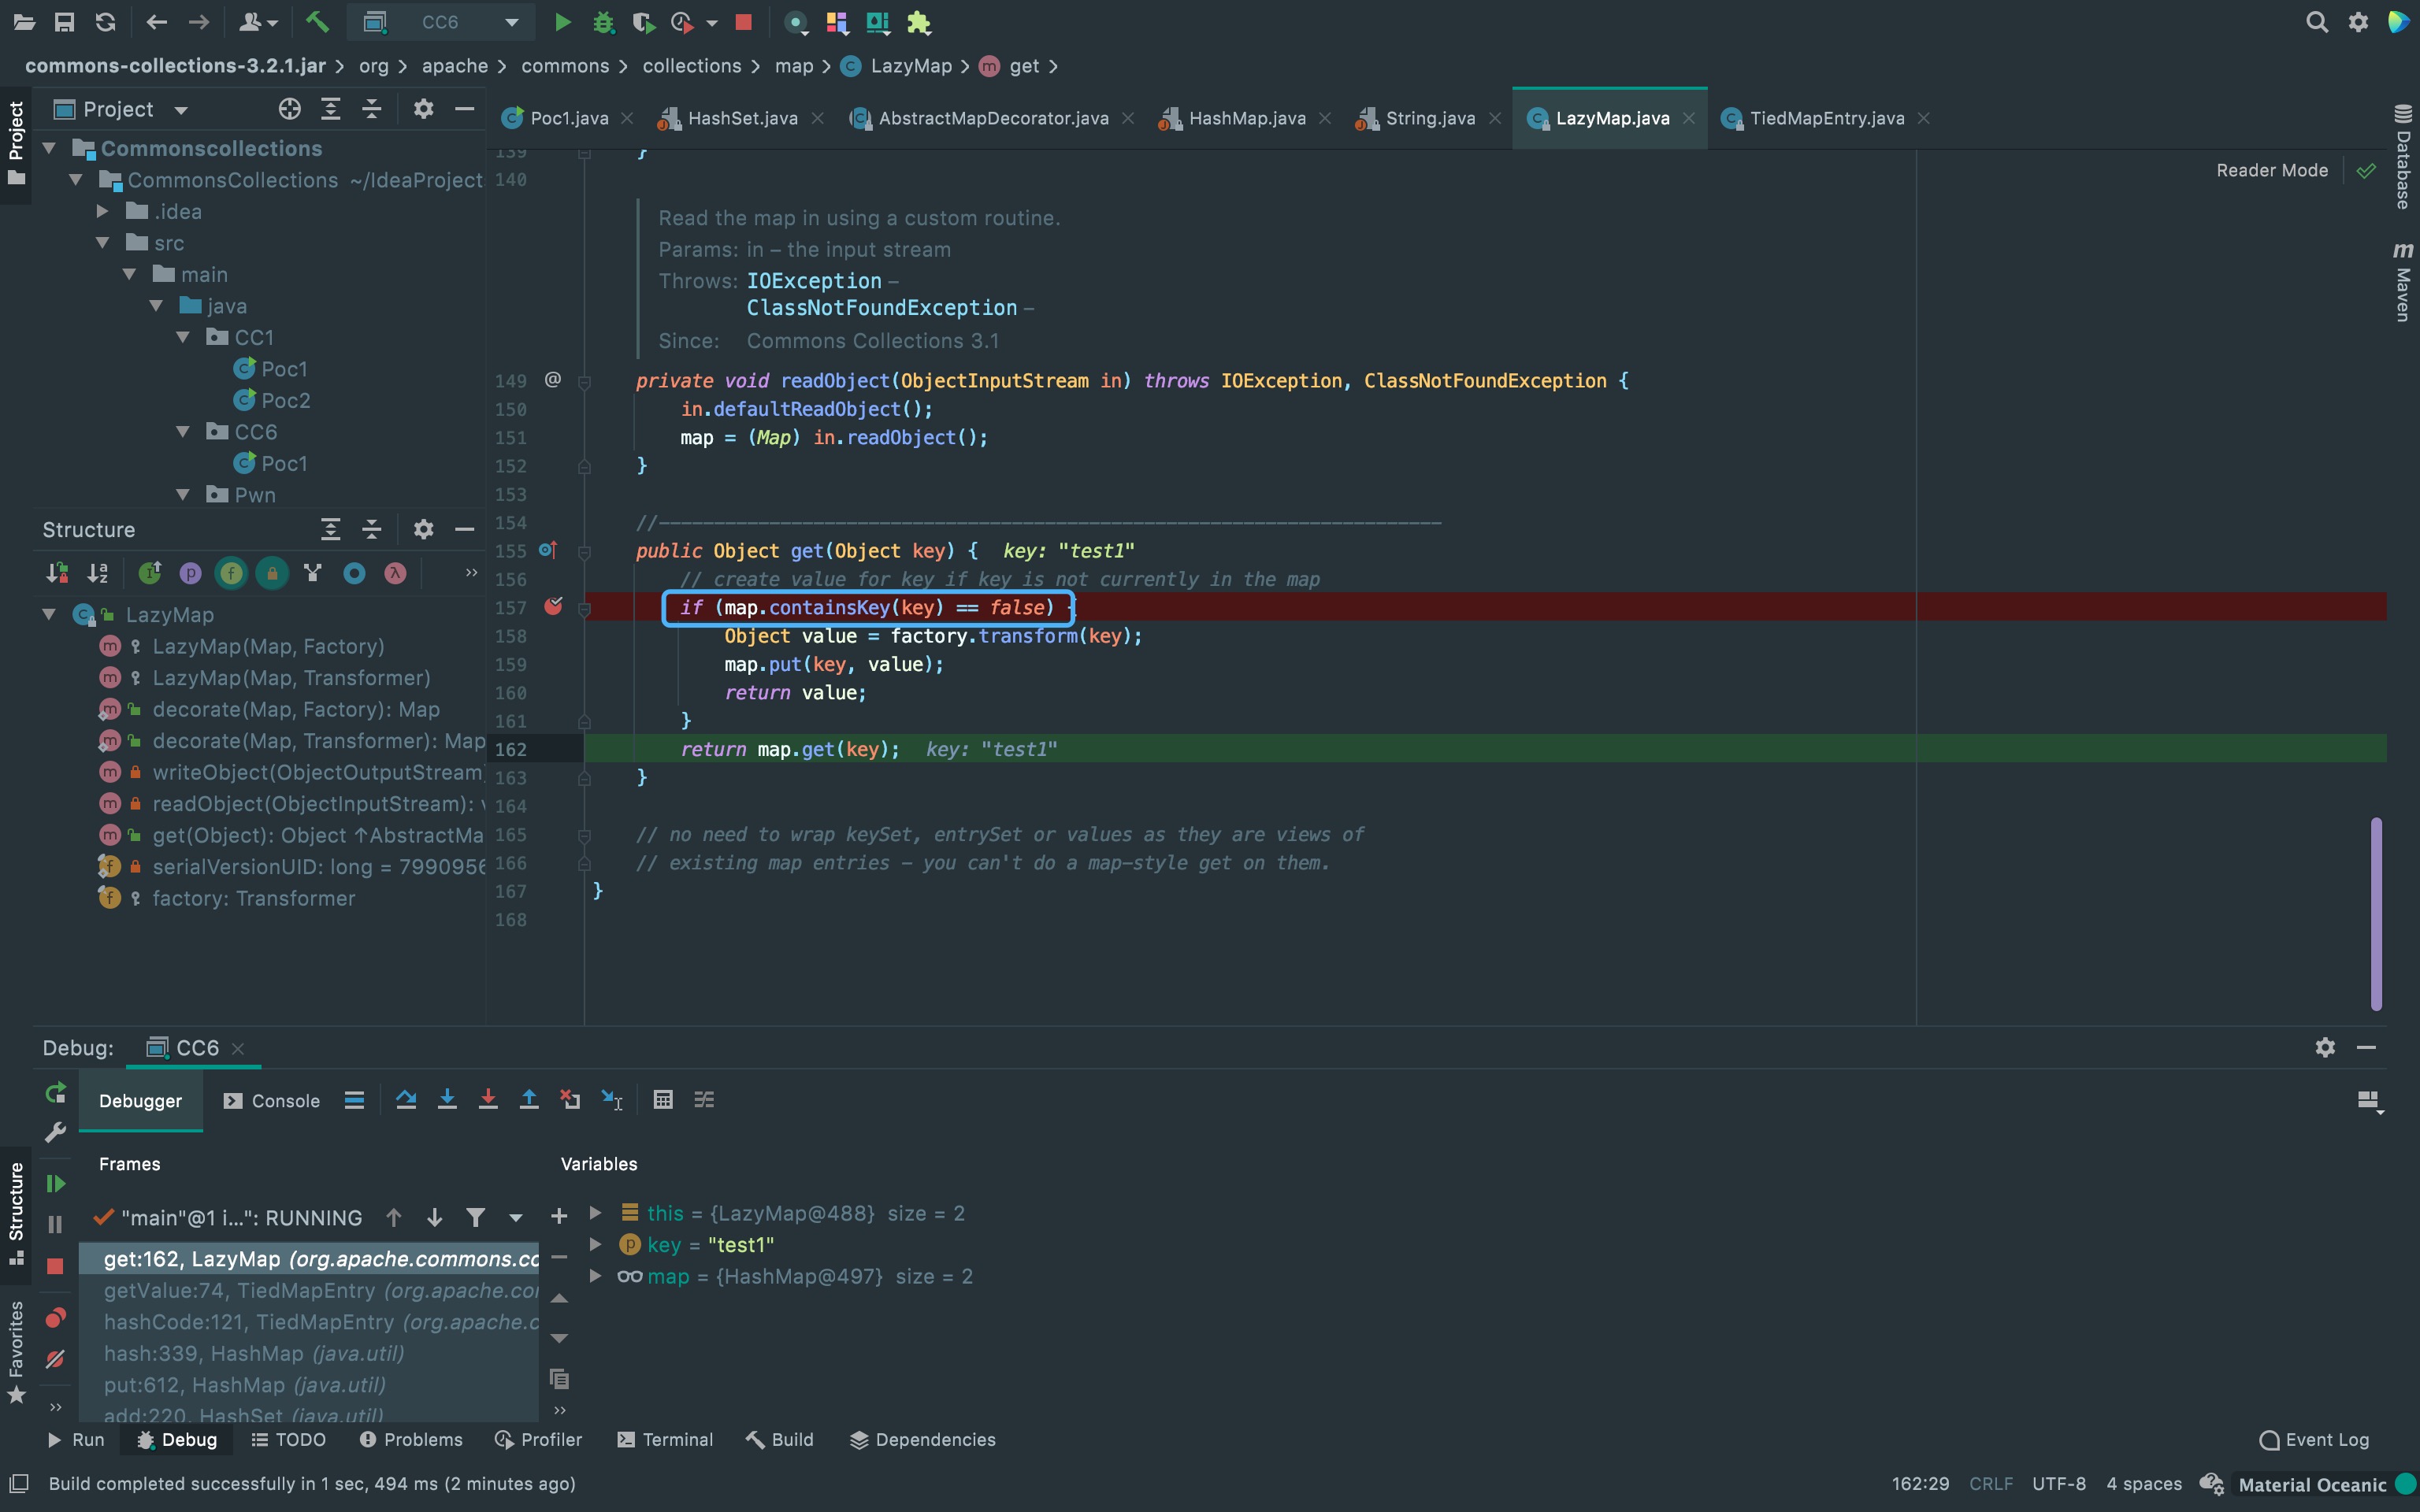 CC6
commons-collections-3.2.1.jar > org > apache > commons > collections > map > LazyMap > get >
Project
Project
Poc1.java
HashSet.java
AbstractMapDecorator.java
HashMap.java
String.java
LazyMap.java
TiedMapEntry.java
Database
Maven
Reader Mode
Commonscollections
CommonsCollections ~/IdeaProject
.idea
src
main
java
CC1
Poc1
Poc2
CC6
Poc1
Pwn
Structure
LazyMap
LazyMap(Map, Factory)
LazyMap(Map, Transformer)
decorate(Map, Factory): Map
decorate(Map, Transformer): Map
writeObject(ObjectOutputStream)
readObject(ObjectInputStream): v
get(Object): Object ↑AbstractMa
serialVersionUID: long = 7990956
factory: Transformer
139 }
140
Read the map in using a custom routine.
Params: in – the input stream
Throws: IOException –
ClassNotFoundException –
Since: Commons Collections 3.1
149 @ private void readObject(ObjectInputStream in) throws IOException, ClassNotFoundException {
150 in.defaultReadObject();
151 map = (Map) in.readObject();
152 }
153
154 //-----------------------------------------------------------------------
155 public Object get(Object key) { key: "test1"
156 // create value for key if key is not currently in the map
157 if (map.containsKey(key) == false) {
158 Object value = factory.transform(key);
159 map.put(key, value);
160 return value;
161 }
162 return map.get(key); key: "test1"
163 }
164
165 // no need to wrap keySet, entrySet or values as they are views of
166 // existing map entries - you can't do a map-style get on them.
167 }
168
Debug: CC6
Debugger
Console
Frames
Variables
"main"@1 i...": RUNNING
get:162, LazyMap (org.apache.commons.co
getValue:74, TiedMapEntry (org.apache.com
hashCode:121, TiedMapEntry (org.apache.c
hash:339, HashMap (java.util)
put:612, HashMap (java.util)
add:220, HashSet (java.util)
this = {LazyMap@488} size = 2
key = "test1"
map = {HashMap@497} size = 2
Structure
Favorites
Run
Debug
TODO
Problems
Profiler
Terminal
Build
Dependencies
Event Log
Build completed successfully in 1 sec, 494 ms (2 minutes ago)
162:29 CRLF UTF-8 4 spaces Material Oceanic